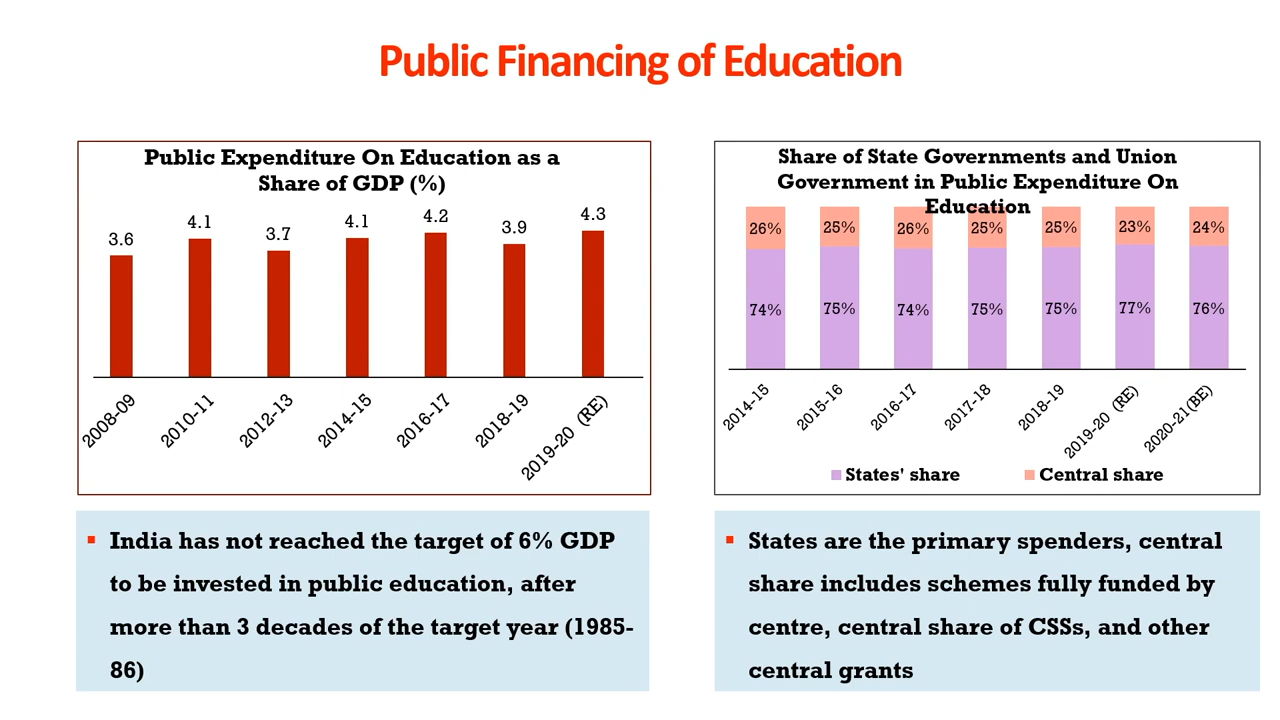 Public Financing of Education
Public Expenditure On Education as a
Share of GDP (%)
3.6
4.1
3.7
4.1
4.2
3.9
4.3
2008-09
2010-11
2012-13
2014-15
2016-17
2018-19
2019-20 (RE)
India has not reached the target of 6% GDP
to be invested in public education, after
more than 3 decades of the target year (1985-
86)
Share of State Governments and Union
Government in Public Expenditure On
Education
26%
25%
26%
25%
25%
23%
24%
74%
75%
74%
75%
75%
77%
76%
2014-15
2015-16
2016-17
2017-18
2018-19
2019-20 (RE)
2020-21(BE)
States' share
Central share
States are the primary spenders, central
share includes schemes fully funded by
centre, central share of CSSs, and other
central grants